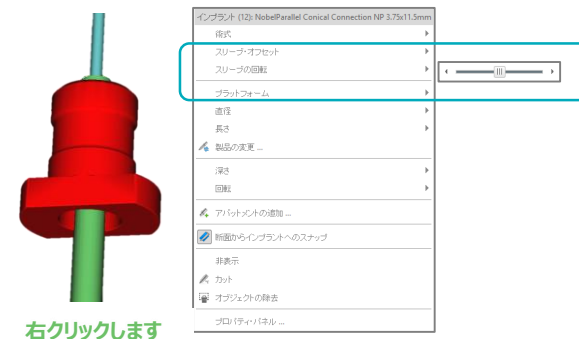 インプラント (12): NobelParallel Conical Connection NP 3.75x11.5mm
術式
スリーブ・オフセット
スリーブの回転
プラットフォーム
直径
長さ
製品の変更 ...
深さ
回転
アバットメントの追加 ...
断面からインプラントへのスナップ
非表示
カット
オブジェクトの除去
プロパティ・パネル ...
右クリックします